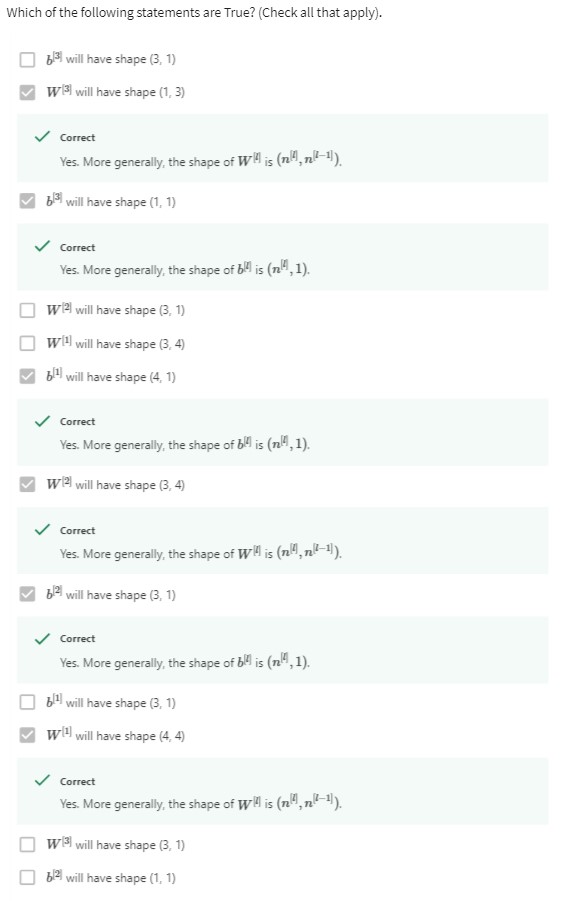 Which of the following statements are True? (Check all that apply).
b^[3] will have shape (3, 1)
W^[3] will have shape (1, 3)
Correct
Yes. More generally, the shape of W^[l] is (n^[l], n^[l−1]).
b^[3] will have shape (1, 1)
Correct
Yes. More generally, the shape of b^[l] is (n^[l], 1).
W^[2] will have shape (3, 1)
W^[1] will have shape (3, 4)
b^[1] will have shape (4, 1)
Correct
Yes. More generally, the shape of b^[l] is (n^[l], 1).
W^[2] will have shape (3, 4)
Correct
Yes. More generally, the shape of W^[l] is (n^[l], n^[l−1]).
b^[2] will have shape (3, 1)
Correct
Yes. More generally, the shape of b^[l] is (n^[l], 1).
b^[1] will have shape (3, 1)
W^[1] will have shape (4, 4)
Correct
Yes. More generally, the shape of W^[l] is (n^[l], n^[l−1]).
W^[3] will have shape (3, 1)
b^[2] will have shape (1, 1)